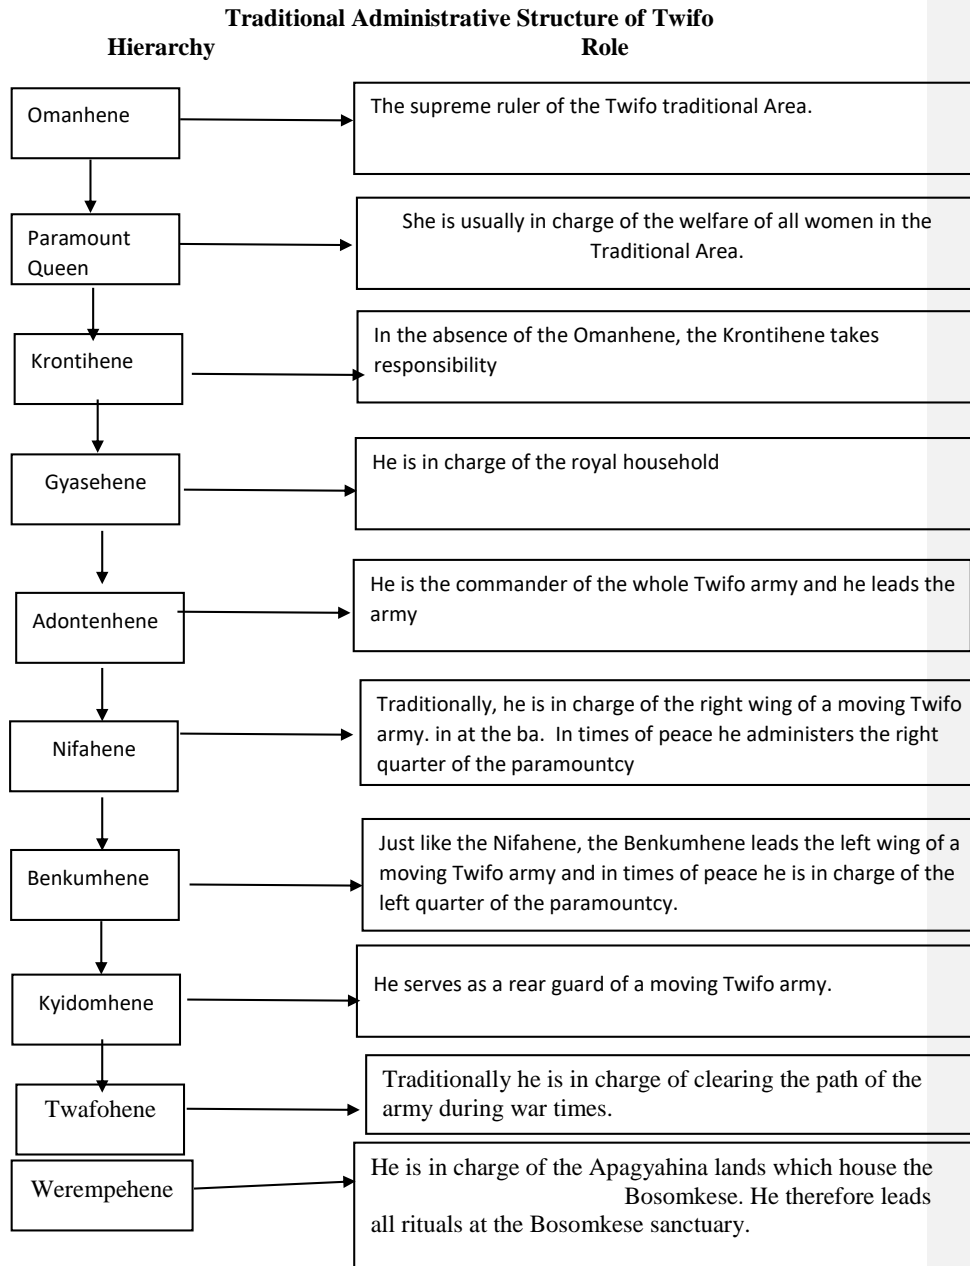 Traditional Administrative Structure of Twifo
Hierarchy Role
Omanhene
The supreme ruler of the Twifo traditional Area.
Paramount
Queen
She is usually in charge of the welfare of all women in the
Traditional Area.
Krontihene
In the absence of the Omanhene, the Krontihene takes
responsibility
Gyasehene
He is in charge of the royal household
Adontenhene
He is the commander of the whole Twifo army and he leads the
army
Nifahene
Traditionally, he is in charge of the right wing of a moving Twifo
army. in at the ba. In times of peace he administers the right
quarter of the paramountcy
Benkumhene
Just like the Nifahene, the Benkumhene leads the left wing of a
moving Twifo army and in times of peace he is in charge of the
left quarter of the paramountcy.
Kyidomhene
He serves as a rear guard of a moving Twifo army.
Twafohene
Traditionally he is in charge of clearing the path of the
army during war times.
Werempehene
He is in charge of the Apagyahina lands which house the
Bosomkese. He therefore leads
all rituals at the Bosomkese sanctuary.